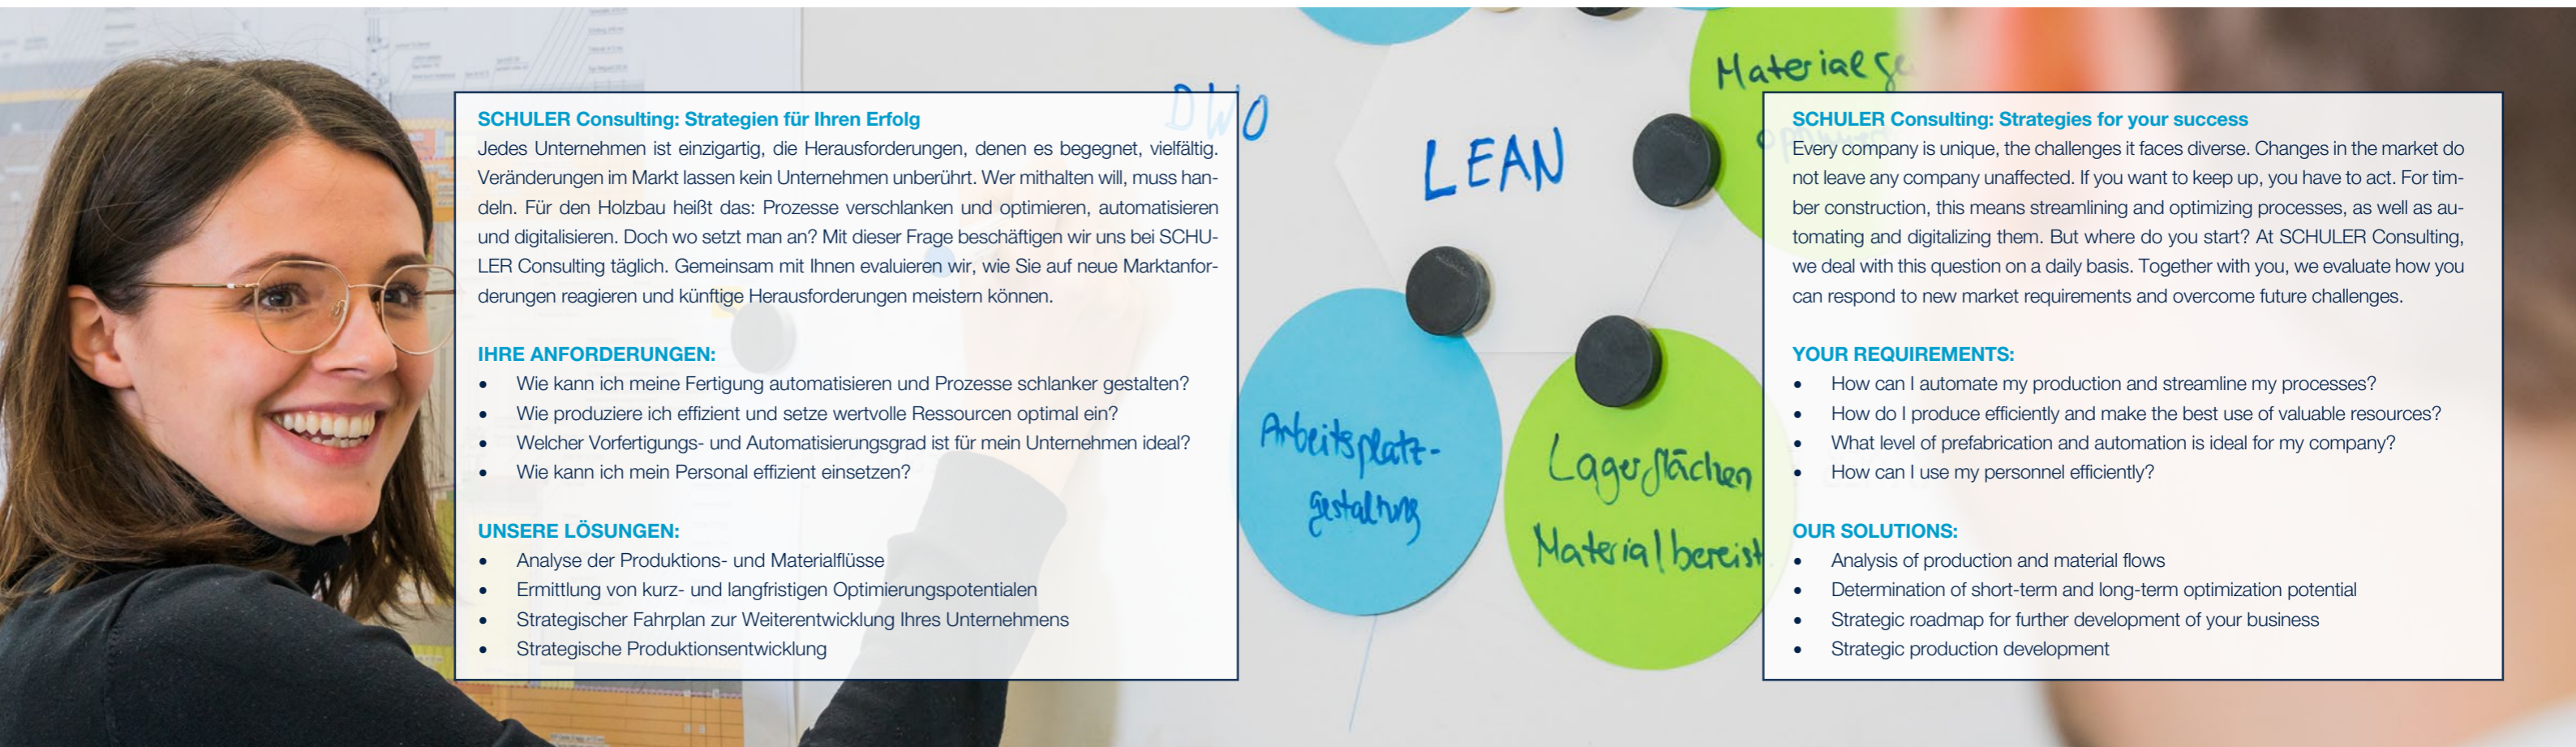 SCHULER Consulting: Strategien für Ihren Erfolg
Jedes Unternehmen ist einzigartig, die Herausforderungen, denen es begegnet, vielfältig.
Veränderungen im Markt lassen kein Unternehmen unberührt. Wer mithalten will, muss han-
deln. Für den Holzbau heißt das: Prozesse verschlanken und optimieren, automatisieren
und digitalisieren. Doch wo setzt man an? Mit dieser Frage beschäftigen wir uns bei SCHU-
LER Consulting täglich. Gemeinsam mit Ihnen evaluieren wir, wie Sie auf neue Marktanfor-
derungen reagieren und künftige Herausforderungen meistern können.
IHRE ANFORDERUNGEN:
• Wie kann ich meine Fertigung automatisieren und Prozesse schlanker gestalten?
• Wie produziere ich effizient und setze wertvolle Ressourcen optimal ein?
• Welcher Vorfertigungs- und Automatisierungsgrad ist für mein Unternehmen ideal?
• Wie kann ich mein Personal effizient einsetzen?
UNSERE LÖSUNGEN:
• Analyse der Produktions- und Materialflüsse
• Ermittlung von kurz- und langfristigen Optimierungspotentialen
• Strategischer Fahrplan zur Weiterentwicklung Ihres Unternehmens
• Strategische Produktionsentwicklung
DWO
LEAN
Arbeitsplatz-
gestaltung
Lagerflächen
Materialbereist.
SCHULER Consulting: Strategies for your success
Every company is unique, the challenges it faces diverse. Changes in the market do
not leave any company unaffected. If you want to keep up, you have to act. For tim-
ber construction, this means streamlining and optimizing processes, as well as au-
tomating and digitalizing them. But where do you start? At SCHULER Consulting,
we deal with this question on a daily basis. Together with you, we evaluate how you
can respond to new market requirements and overcome future challenges.
YOUR REQUIREMENTS:
• How can I automate my production and streamline my processes?
• How do I produce efficiently and make the best use of valuable resources?
• What level of prefabrication and automation is ideal for my company?
• How can I use my personnel efficiently?
OUR SOLUTIONS:
• Analysis of production and material flows
• Determination of short-term and long-term optimization potential
• Strategic roadmap for further development of your business
• Strategic production development